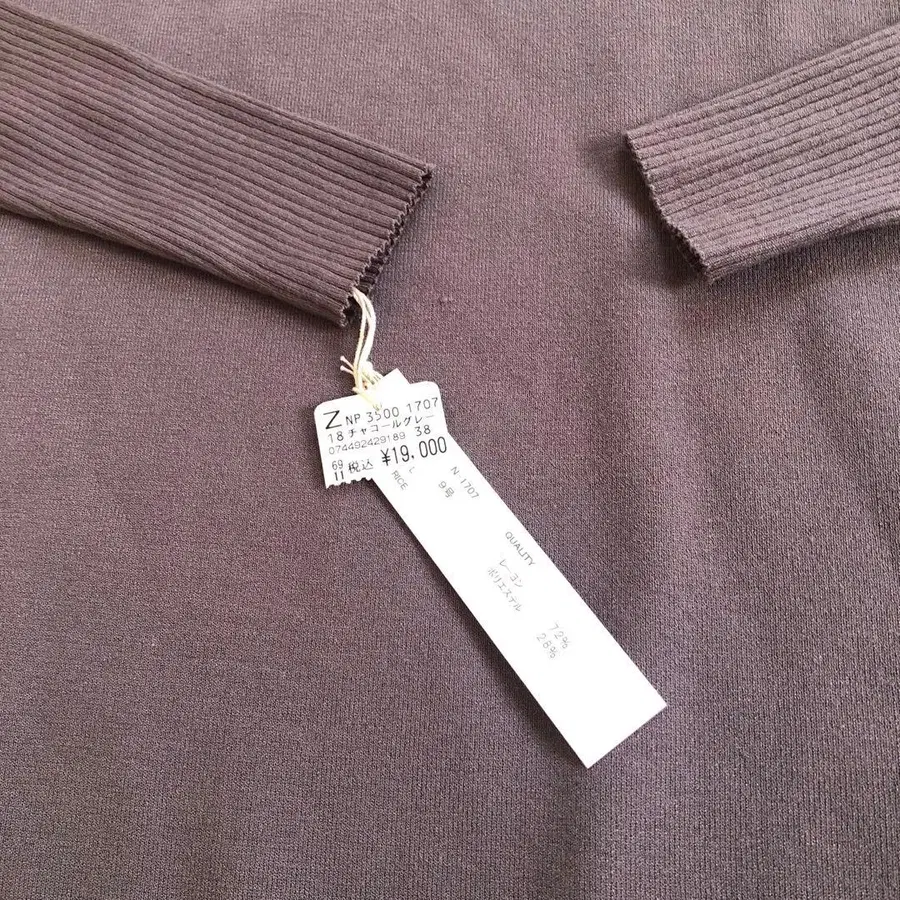 Z NP 3500 1707
18 チャコールグレー
074492429189 38
69
11 税込 ¥19,000
N 1707
RICE
9号
QUALITY
レーヨン 72%
ポリエステル 28%